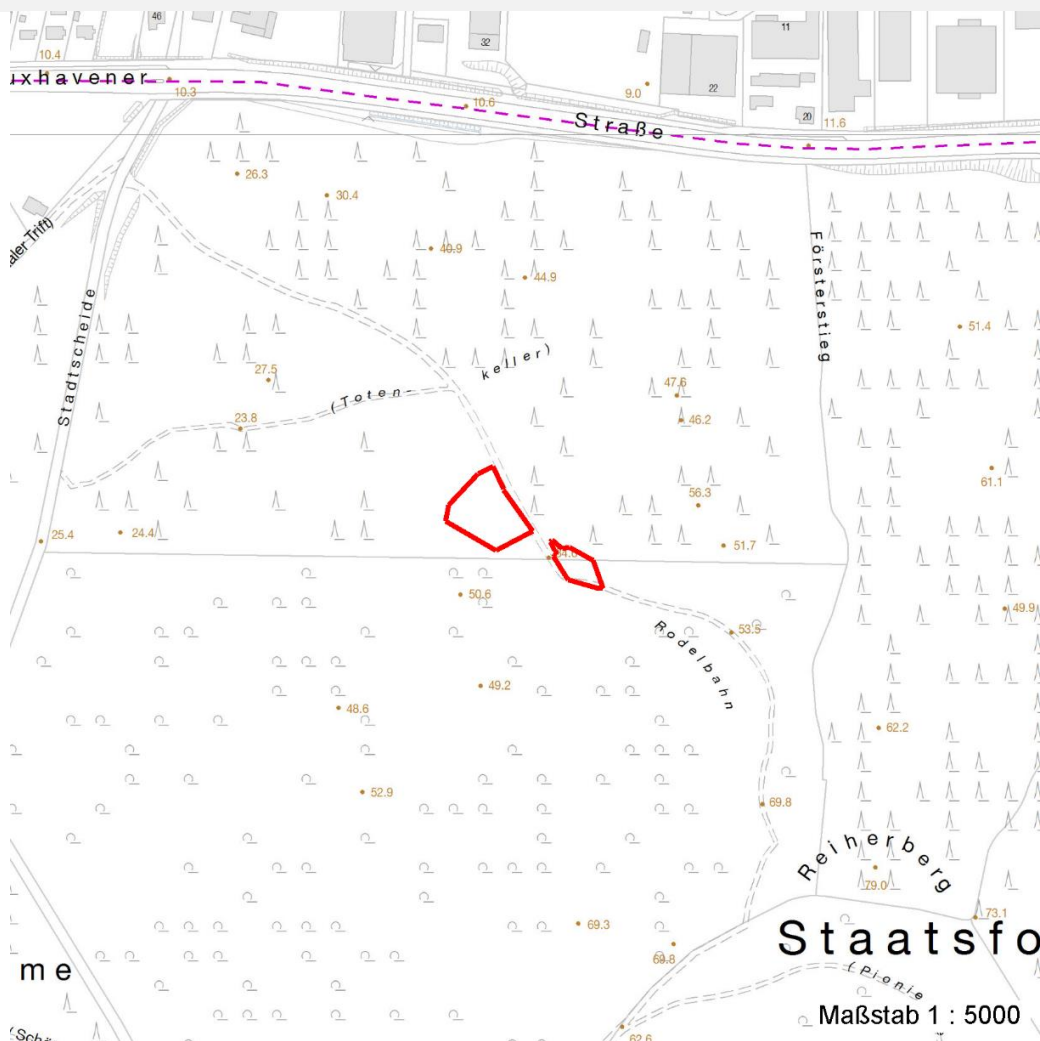 46
10.4
32
11
uxhavener
10.3
10.6
9.0
22
20
Straße
11.6
26.3
30.4
aler Trift)
40.9
44.9
Försterstieg
Stadtscheide
51.4
27.5
(Toten-
keller)
47.6
46.2
23.8
61.1
56.3
25.4
24.4
51.7
50.6
49.9
53.5
Rodelbahn
49.2
48.6
62.2
52.9
69.8
Reiherberg
79.0
73.1
69.3
69.8
Staatsfo
me
(Pionie
Maßstab 1 : 5000
62.6
(Schö